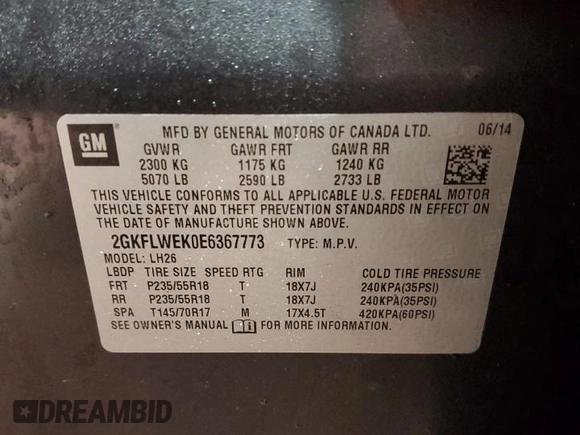 GM
MFD BY GENERAL MOTORS OF CANADA LTD. 06/14
GVWR GAWR FRT GAWR RR
2300 KG 1175 KG 1240 KG
5070 LB 2590 LB 2733 LB
THIS VEHICLE CONFORMS TO ALL APPLICABLE U.S. FEDERAL MOTOR
VEHICLE SAFETY AND THEFT PREVENTION STANDARDS IN EFFECT ON
THE DATE OF MANUFACTURE SHOWN ABOVE.
2GKFLWEK0E6367773 TYPE: M.P.V.
MODEL: LH26
LBDP TIRE SIZE SPEED RTG RIM COLD TIRE PRESSURE
FRT P235/55R18 T 18X7J 240KPA(35PSI)
RR P235/55R18 T 18X7J 240KPA(35PSI)
SPA T145/70R17 M 17X4.5T 420KPA(60PSI)
SEE OWNER'S MANUAL FOR MORE INFORMATION
DREAMBID